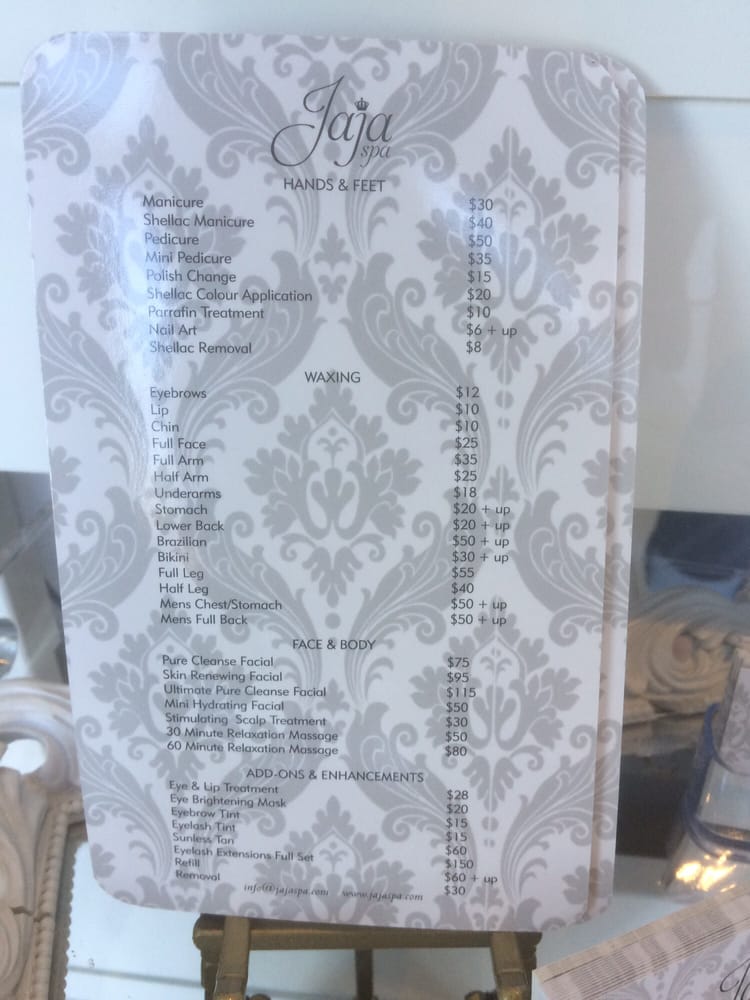 Jaja
spa
HANDS & FEET
Manicure $30
Shellac Manicure $40
Pedicure $50
Mini Pedicure $35
Polish Change $15
Shellac Colour Application $20
Parrafin Treatment $10
Nail Art $6 + up
Shellac Removal $8
WAXING
Eyebrows $12
Lip $10
Chin $10
Full Face $25
Full Arm $35
Half Arm $25
Underarms $18
Stomach $20 + up
Lower Back $20 + up
Brazilian $50 + up
Bikini $30 + up
Full Leg $55
Half Leg $40
Mens Chest/Stomach $50 + up
Mens Full Back $50 + up
FACE & BODY
Pure Cleanse Facial $75
Skin Renewing Facial $95
Ultimate Pure Cleanse Facial $115
Mini Hydrating Facial $50
Stimulating Scalp Treatment $30
30 Minute Relaxation Massage $50
60 Minute Relaxation Massage $80
ADD-ONS & ENHANCEMENTS
Eye & Lip Treatment $28
Eye Brightening Mask $20
Eyebrow Tint $15
Eyelash Tint $15
Sunless Tan $60
Eyelash Extensions Full Set $150
Refill $60 + up
Removal $30
info@jajaspa.com www.jajaspa.com